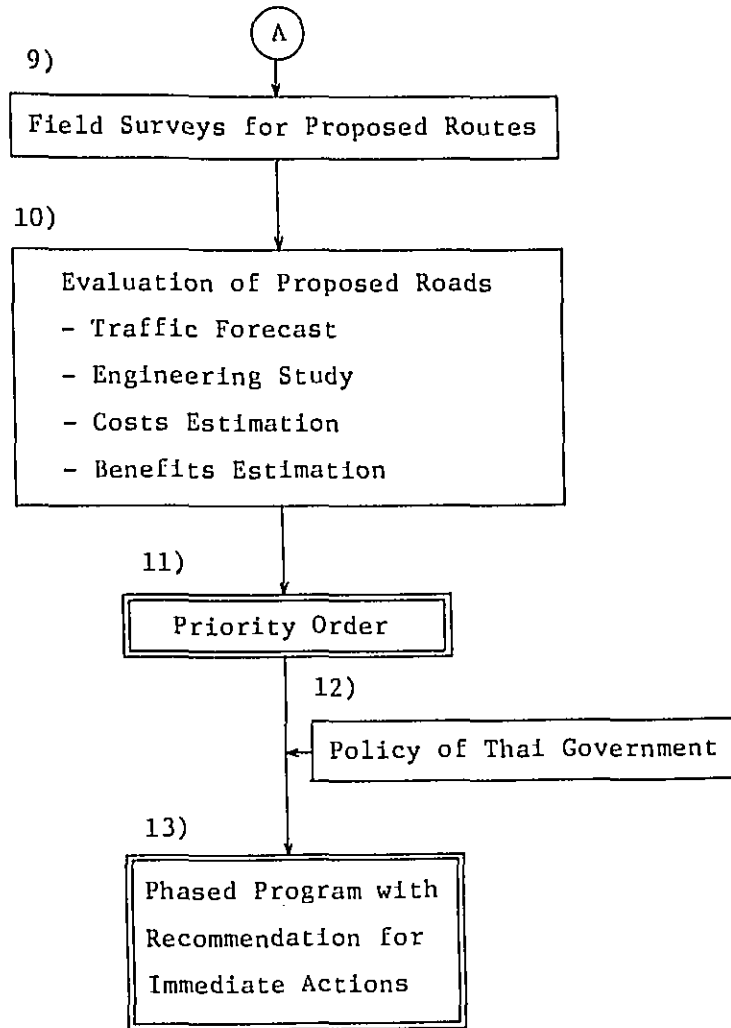 A
9)
Field Surveys for Proposed Routes
10)
Evaluation of Proposed Roads
- Traffic Forecast
- Engineering Study
- Costs Estimation
- Benefits Estimation
11)
Priority Order
12)
Policy of Thai Government
13)
Phased Program with
Recommendation for
Immediate Actions